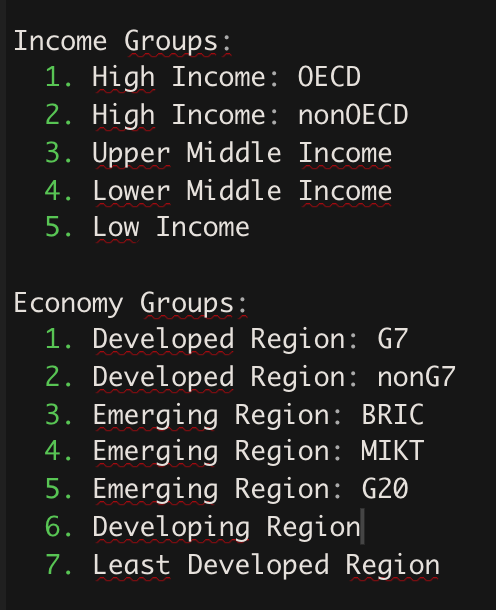 Income Groups:
1. High Income: OECD
2. High Income: nonOECD
3. Upper Middle Income
4. Lower Middle Income
5. Low Income
Economy Groups:
1. Developed Region: G7
2. Developed Region: nonG7
3. Emerging Region: BRIC
4. Emerging Region: MIKT
5. Emerging Region: G20
6. Developing Region
7. Least Developed Region